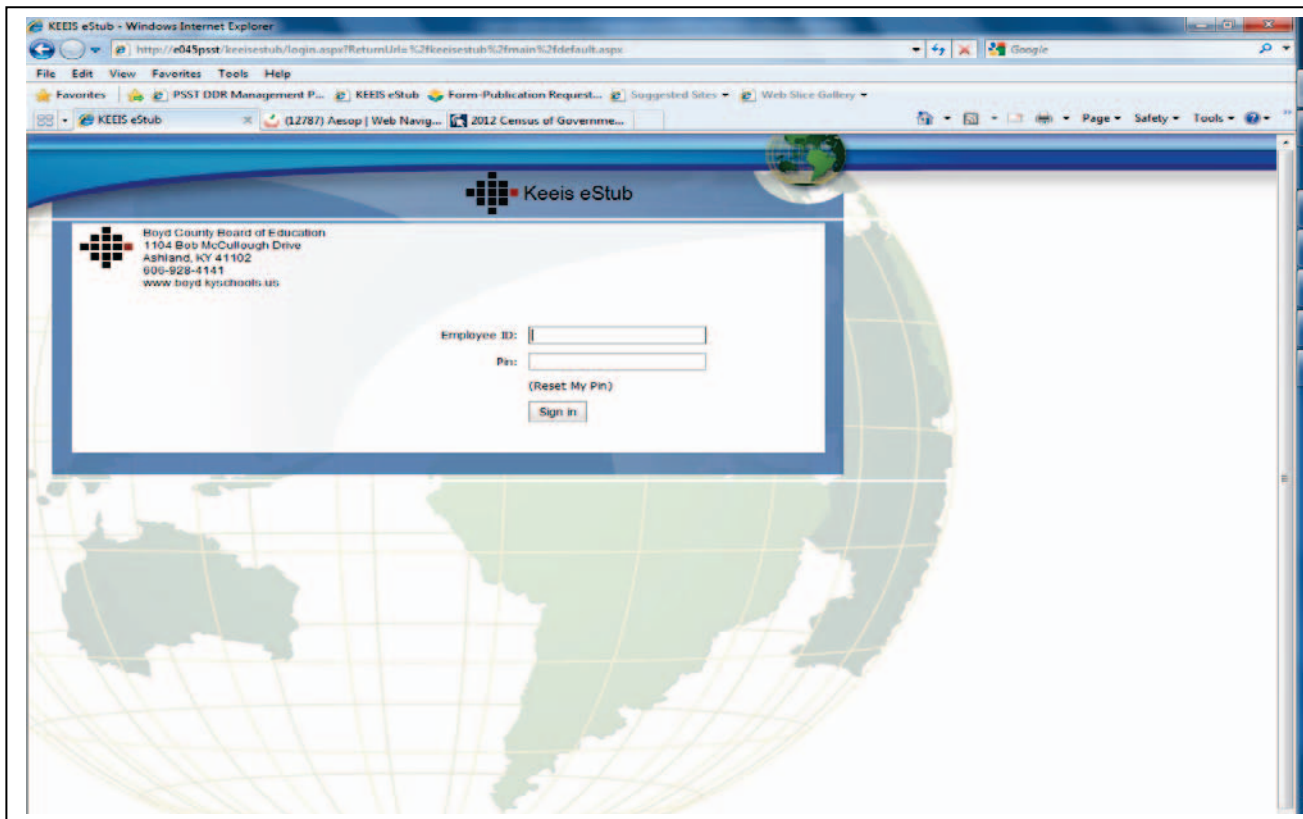 KEEIS eStub - Windows Internet Explorer
http://e045psst/keeisestub/login.aspx?ReturnUrl=%2fkeeisestub%2fmain%2fdefault.aspx
Google
File Edit View Favorites Tools Help
Favorites PSST DDR Management P... KEEIS eStub Form-Publication Request... Suggested Sites Web Slice Gallery
KEEIS eStub (12787) Aesop | Web Navig... 2012 Census of Governme... Page Safety Tools
Keeis eStub
Boyd County Board of Education
1104 Bob McCullough Drive
Ashland, KY 41102
606-928-4141
www.boyd.kyschools.us
Employee ID:
Pin:
(Reset My Pin)
Sign in